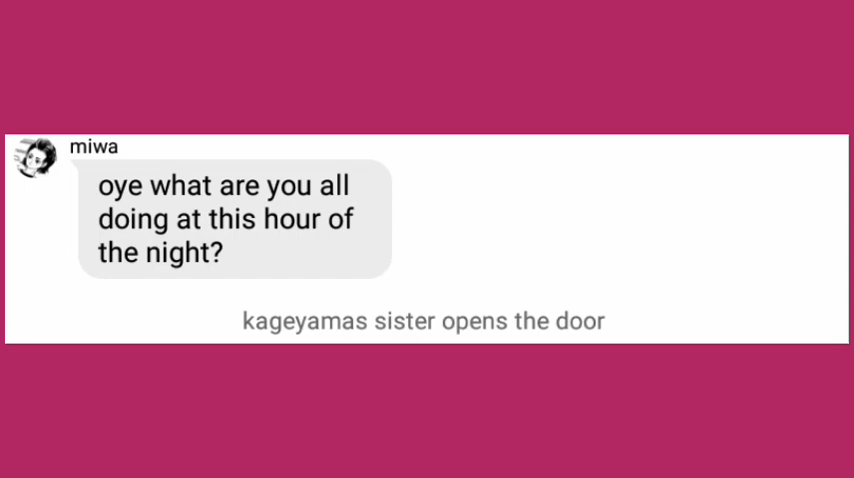 miwa
oye what are you all
doing at this hour of
the night?
kageyamas sister opens the door